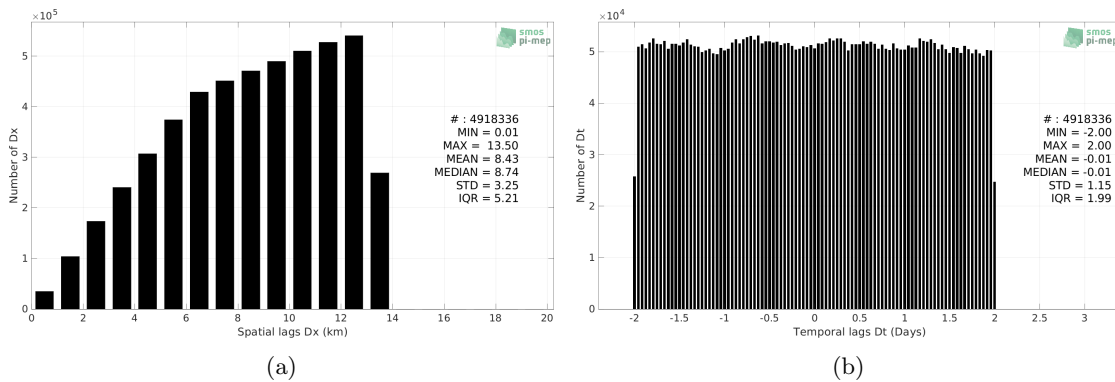 ×10⁵
smos
pi-mep
5
4
3
2
1
0
Number of Dx
# : 4918336
MIN = 0.01
MAX = 13.50
MEAN = 8.43
MEDIAN = 8.74
STD = 3.25
IQR = 5.21
0 2 4 6 8 10 12 14 16 18 20
Spatial lags Dx (km)
(a)
×10⁴
smos
pi-mep
5
4
3
2
1
0
Number of Dt
# : 4918336
MIN = -2.00
MAX = 2.00
MEAN = -0.01
MEDIAN = -0.01
STD = 1.15
IQR = 1.99
-2 -1.5 -1 -0.5 0 0.5 1 1.5 2 2.5 3
Temporal lags Dt (Days)
(b)